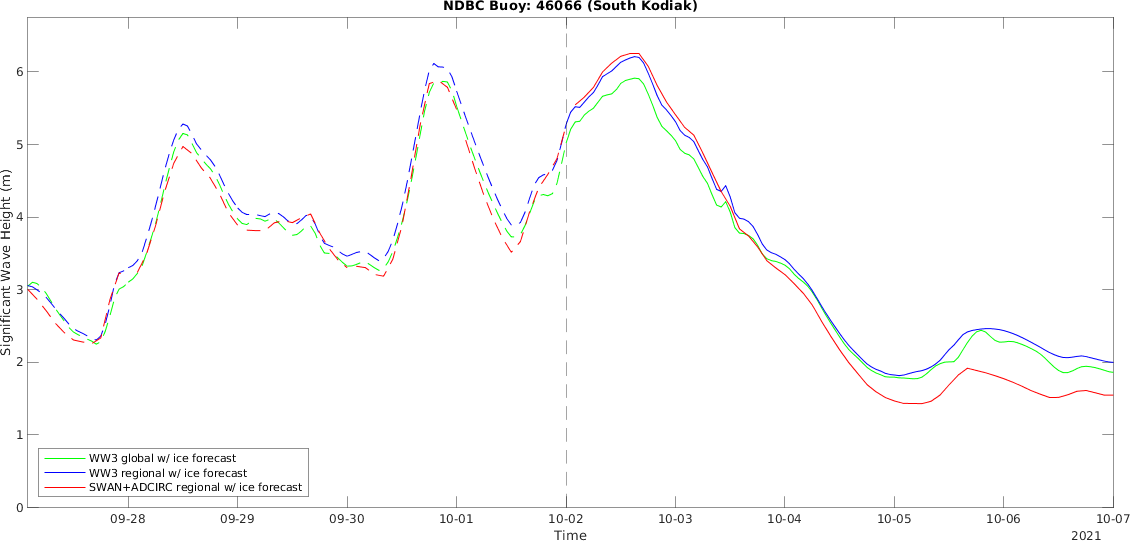 NDBC Buoy: 46066 (South Kodiak)
Significant Wave Height (m)
6
5
4
3
2
1
0
WW3 global w/ ice forecast
WW3 regional w/ ice forecast
SWAN+ADCIRC regional w/ ice forecast
09-28 09-29 09-30 10-01 10-02 10-03 10-04 10-05 10-06 10-07
Time
2021